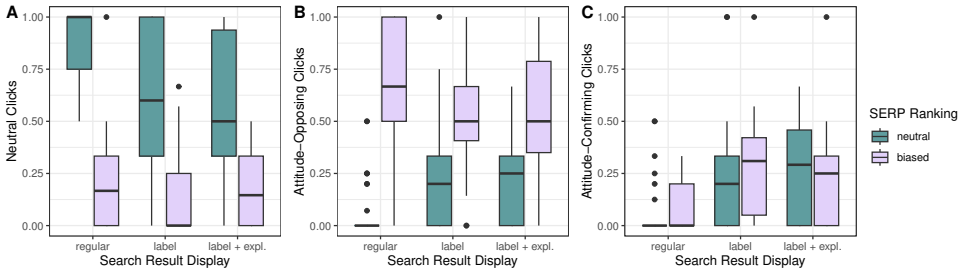 A
Neutral Clicks
1.00
0.75
0.50
0.25
0.00
regular label label + expl.
Search Result Display
B
Attitude−Opposing Clicks
1.00
0.75
0.50
0.25
0.00
regular label label + expl.
Search Result Display
C
Attitude−Confirming Clicks
1.00
0.75
0.50
0.25
0.00
regular label label + expl.
Search Result Display
SERP Ranking
neutral
biased